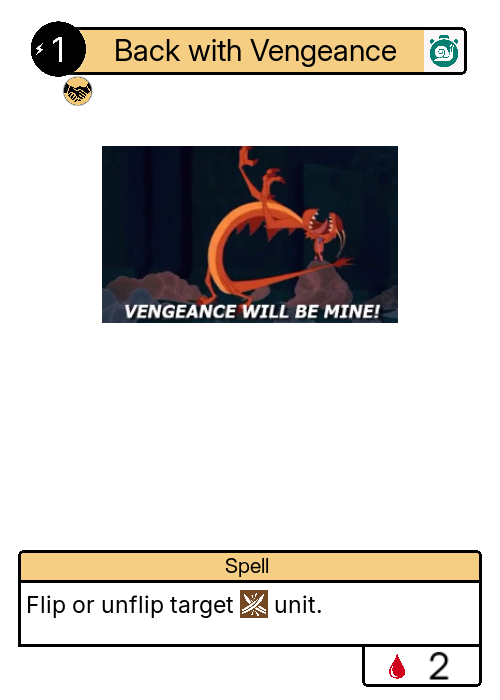 1 Back with Vengeance
VENGEANCE WILL BE MINE!
Spell
Flip or unflip target unit.
2